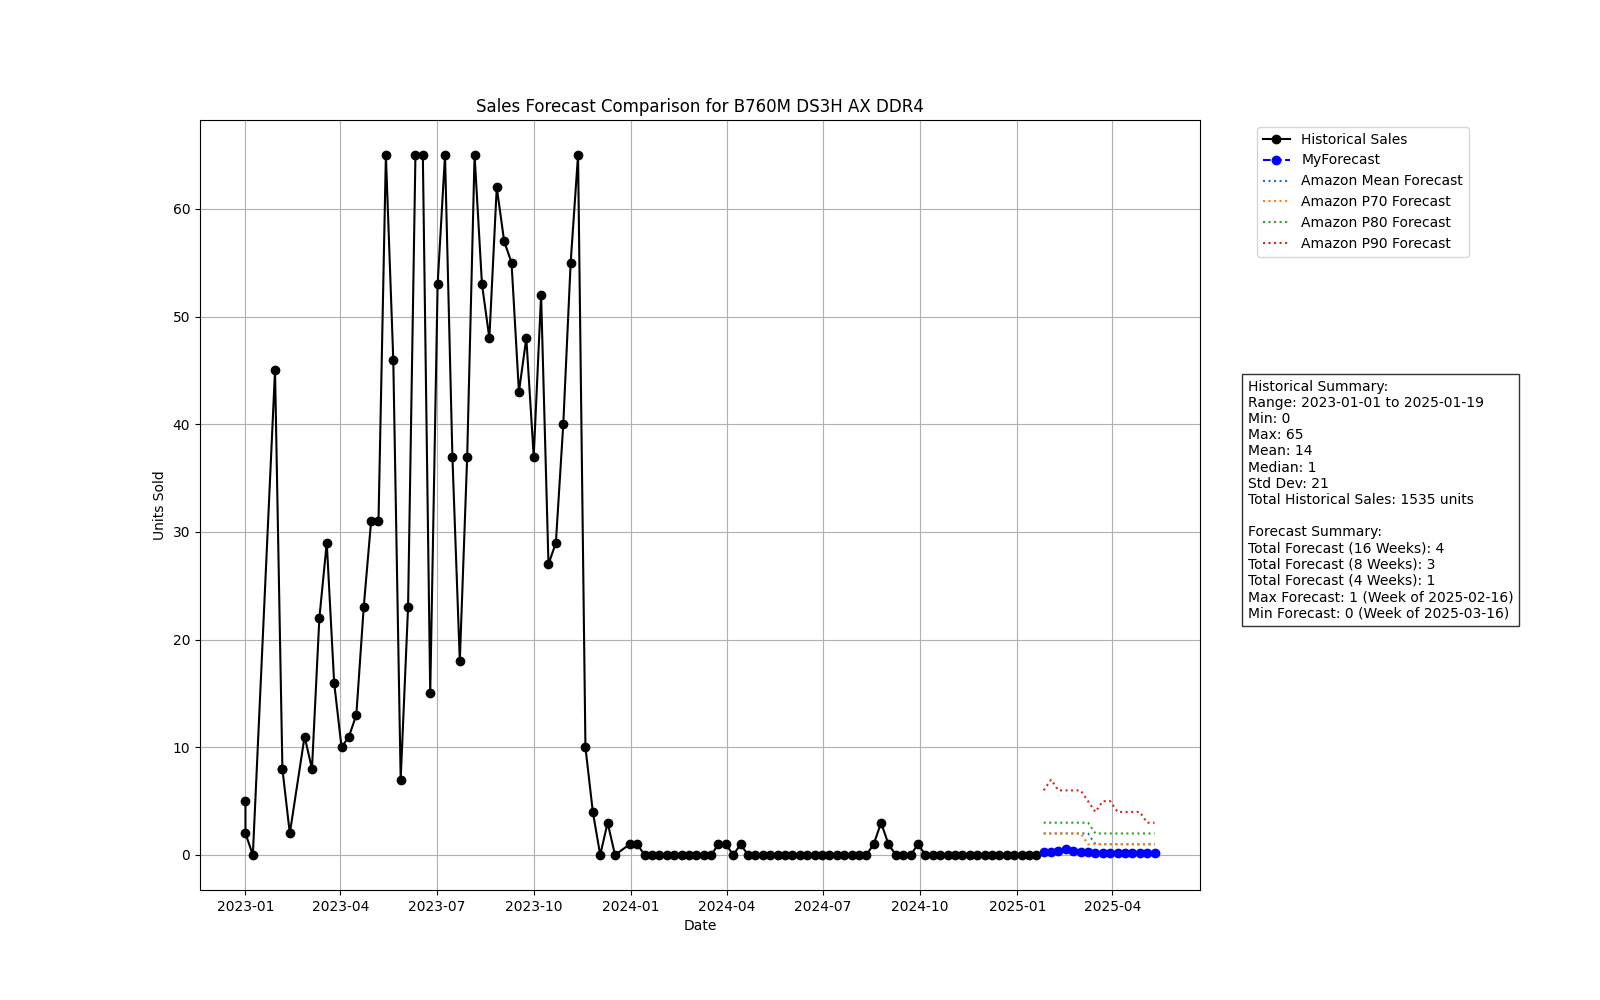 Sales Forecast Comparison for B760M DS3H AX DDR4
Historical Sales
MyForecast
Amazon Mean Forecast
Amazon P70 Forecast
Amazon P80 Forecast
Amazon P90 Forecast
Units Sold
60
50
40
30
20
10
0
2023-01
2023-04
2023-07
2023-10
2024-01
2024-04
2024-07
2024-10
2025-01
2025-04
Date
Historical Summary:
Range: 2023-01-01 to 2025-01-19
Min: 0
Max: 65
Mean: 14
Median: 1
Std Dev: 21
Total Historical Sales: 1535 units
Forecast Summary:
Total Forecast (16 Weeks): 4
Total Forecast (8 Weeks): 3
Total Forecast (4 Weeks): 1
Max Forecast: 1 (Week of 2025-02-16)
Min Forecast: 0 (Week of 2025-03-16)